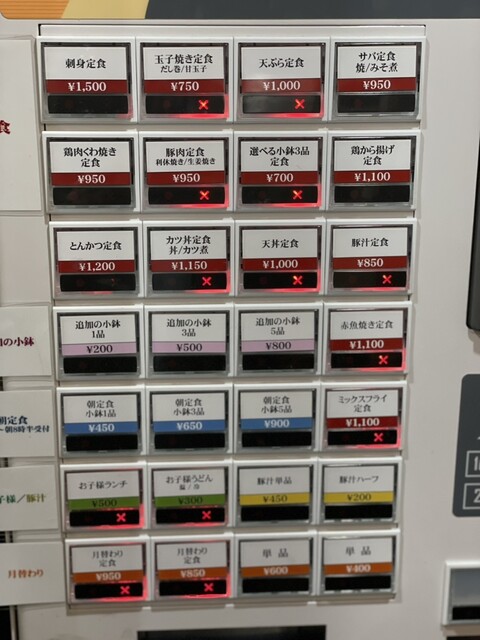 食
刺身定食
¥1,500
玉子焼き定食
だし巻/甘玉子
¥750
×
天ぷら定食
¥1,000
×
サバ定食
焼/みそ煮
¥950
鶏肉くわ焼き
定食
¥950
豚肉定食
利休焼き/生姜焼き
¥950
×
選べる小鉢3品
定食
¥700
×
鶏から揚げ
定食
¥1,100
とんかつ定食
¥1,200
カツ丼定食
丼/カツ煮
¥1,150
×
天丼定食
¥1,000
×
豚汁定食
¥850
×
加の小鉢
追加の小鉢
1品
¥200
追加の小鉢
3品
¥500
追加の小鉢
5品
¥800
赤魚焼き定食
¥1,100
×
朝定食
～朝8時半受付
朝定食
小鉢1品
¥450
朝定食
小鉢3品
¥650
朝定食
小鉢5品
¥900
ミックスフライ
定食
¥1,100
×
子様/豚汁
お子様ランチ
¥500
×
お子様うどん
¥300
×
豚汁単品
¥450
豚汁ハーフ
¥200
月替わり
月替わり
定食
¥950
×
月替わり
定食
¥850
×
単品
¥600
単品
¥400